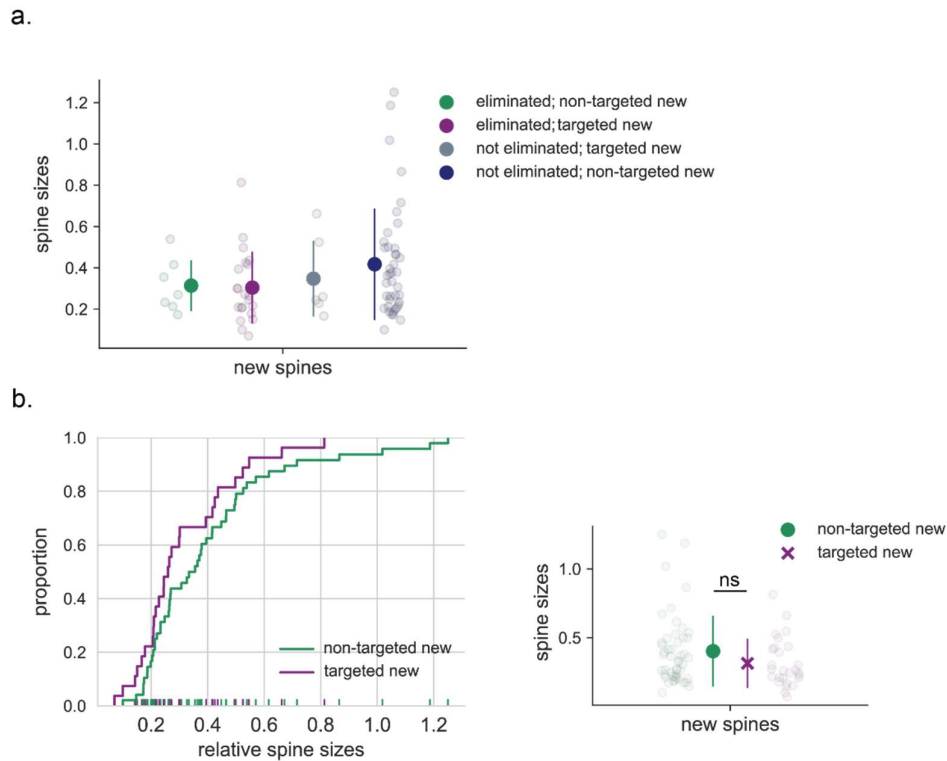 a.
1.2
1.0
0.8
0.6
0.4
0.2
spine sizes
new spines
eliminated; non-targeted new
eliminated; targeted new
not eliminated; targeted new
not eliminated; non-targeted new
b.
1.0
0.8
0.6
0.4
0.2
0.0
proportion
non-targeted new
targeted new
0.2 0.4 0.6 0.8 1.0 1.2
relative spine sizes
non-targeted new
targeted new
1.0
0.5
spine sizes
ns
new spines